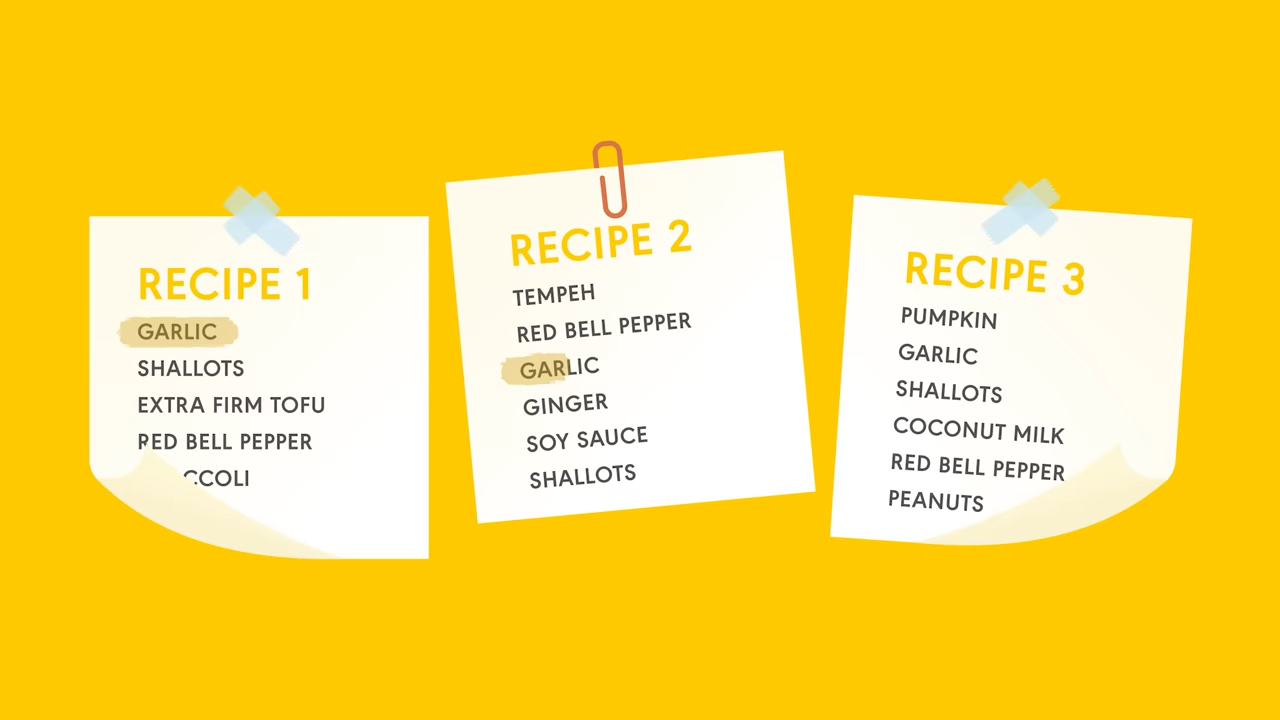 RECIPE 1
GARLIC
SHALLOTS
EXTRA FIRM TOFU
RED BELL PEPPER
CCOLI
RECIPE 2
TEMPEH
RED BELL PEPPER
GARLIC
GINGER
SOY SAUCE
SHALLOTS
RECIPE 3
PUMPKIN
GARLIC
SHALLOTS
COCONUT MILK
RED BELL PEPPER
PEANUTS